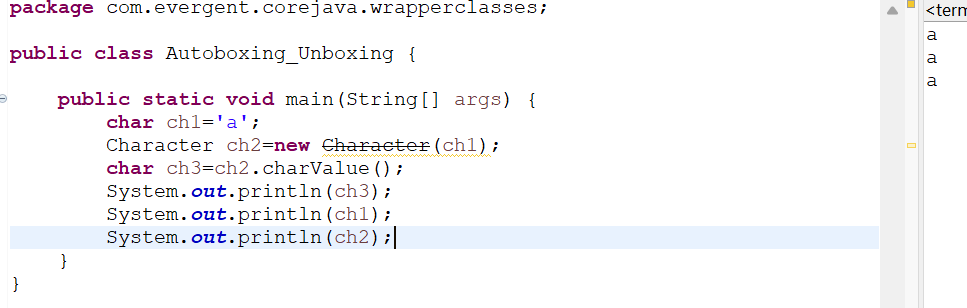 package com.evergent.corejava.wrapperclasses;
public class Autoboxing_Unboxing {
public static void main(String[] args) {
char ch1='a';
Character ch2=new Character(ch1);
char ch3=ch2.charValue();
System.out.println(ch3);
System.out.println(ch1);
System.out.println(ch2);
}
}
<term
a
a
a